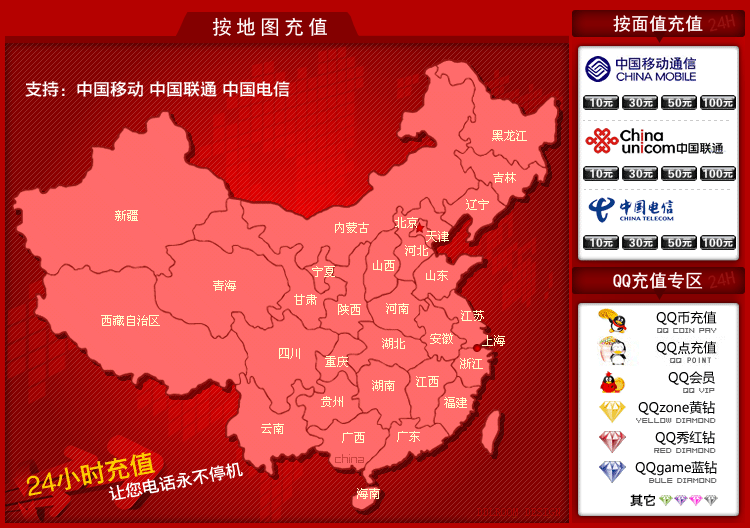 按地图充值
支持：中国移动 中国联通 中国电信
黑龙江
吉林
辽宁
新疆
内蒙古
北京
天津
河北
山西
宁夏
山东
青海
甘肃
陕西
河南
江苏
西藏自治区
安徽
上海
湖北
四川
重庆
浙江
湖南
江西
贵州
福建
云南
广西
广东
china
海南
24小时充值
让您电话永不停机
按面值充值 24H
中国移动通信
CHINA MOBILE
10元 30元 50元 100元
China
unicom中国联通
10元 30元 50元 100元
中国电信
CHINA TELECOM
10元 30元 50元 100元
QQ充值专区 24H
QQ币充值
QQ COIN PAY
QQ点充值
QQ POINT
QQ会员
QQ VIP
QQzone黄钻
YELLOW DIAMOND
QQ秀红钻
RED DIAMOND
QQgame蓝钻
BULE DIAMOND
其它